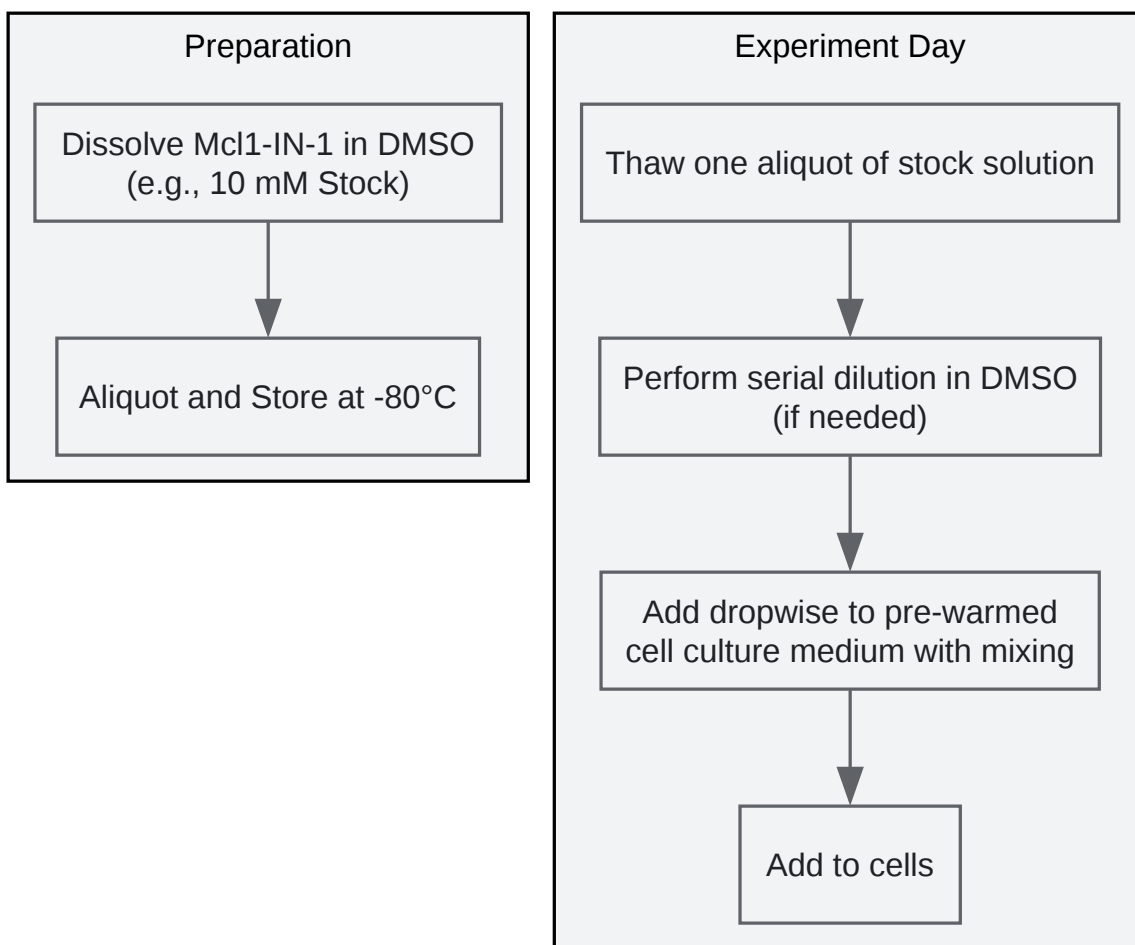 Preparation
Dissolve Mcl1-IN-1 in DMSO
(e.g., 10 mM Stock)
Aliquot and Store at -80°C
Experiment Day
Thaw one aliquot of stock solution
Perform serial dilution in DMSO
(if needed)
Add dropwise to pre-warmed
cell culture medium with mixing
Add to cells